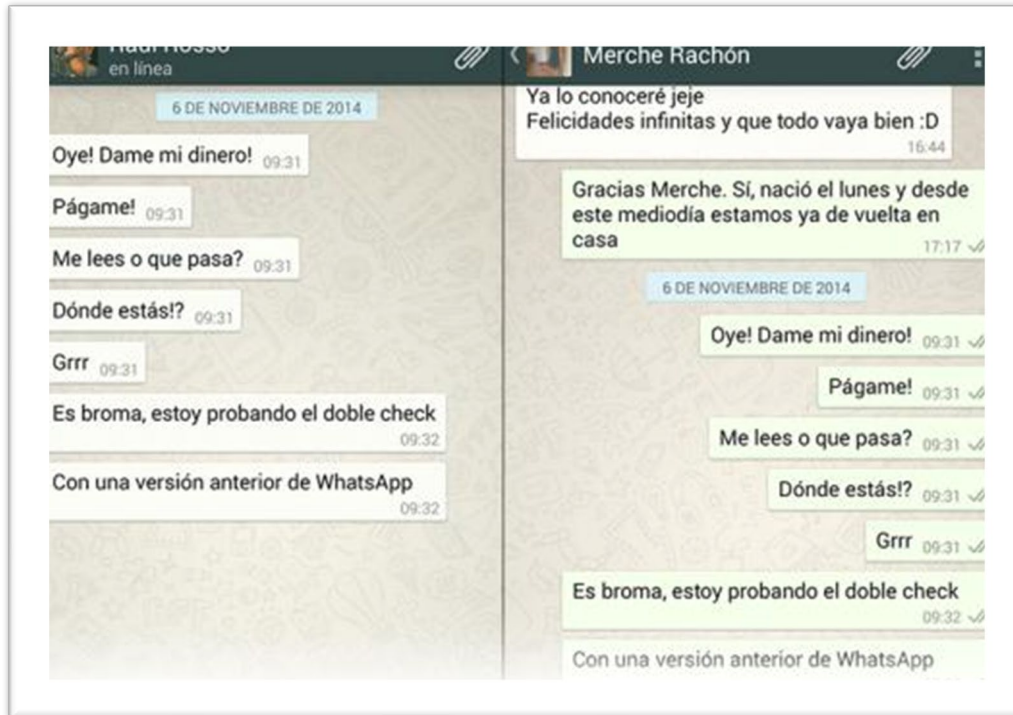 en línea
6 DE NOVIEMBRE DE 2014
Oye! Dame mi dinero! 09:31
Págame! 09:31
Me lees o que pasa? 09:31
Dónde estás!? 09:31
Grrr 09:31
Es broma, estoy probando el doble check
09:32
Con una versión anterior de WhatsApp
09:32
Merche Rachón
Ya lo conoceré jeje
Felicidades infinitas y que todo vaya bien :D
16:44
Gracias Merche. Sí, nació el lunes y desde
este mediodía estamos ya de vuelta en
casa 17:17
6 DE NOVIEMBRE DE 2014
Oye! Dame mi dinero! 09:31
Págame! 09:31
Me lees o que pasa? 09:31
Dónde estás!? 09:31
Grrr 09:31
Es broma, estoy probando el doble check
09:32
Con una versión anterior de WhatsApp